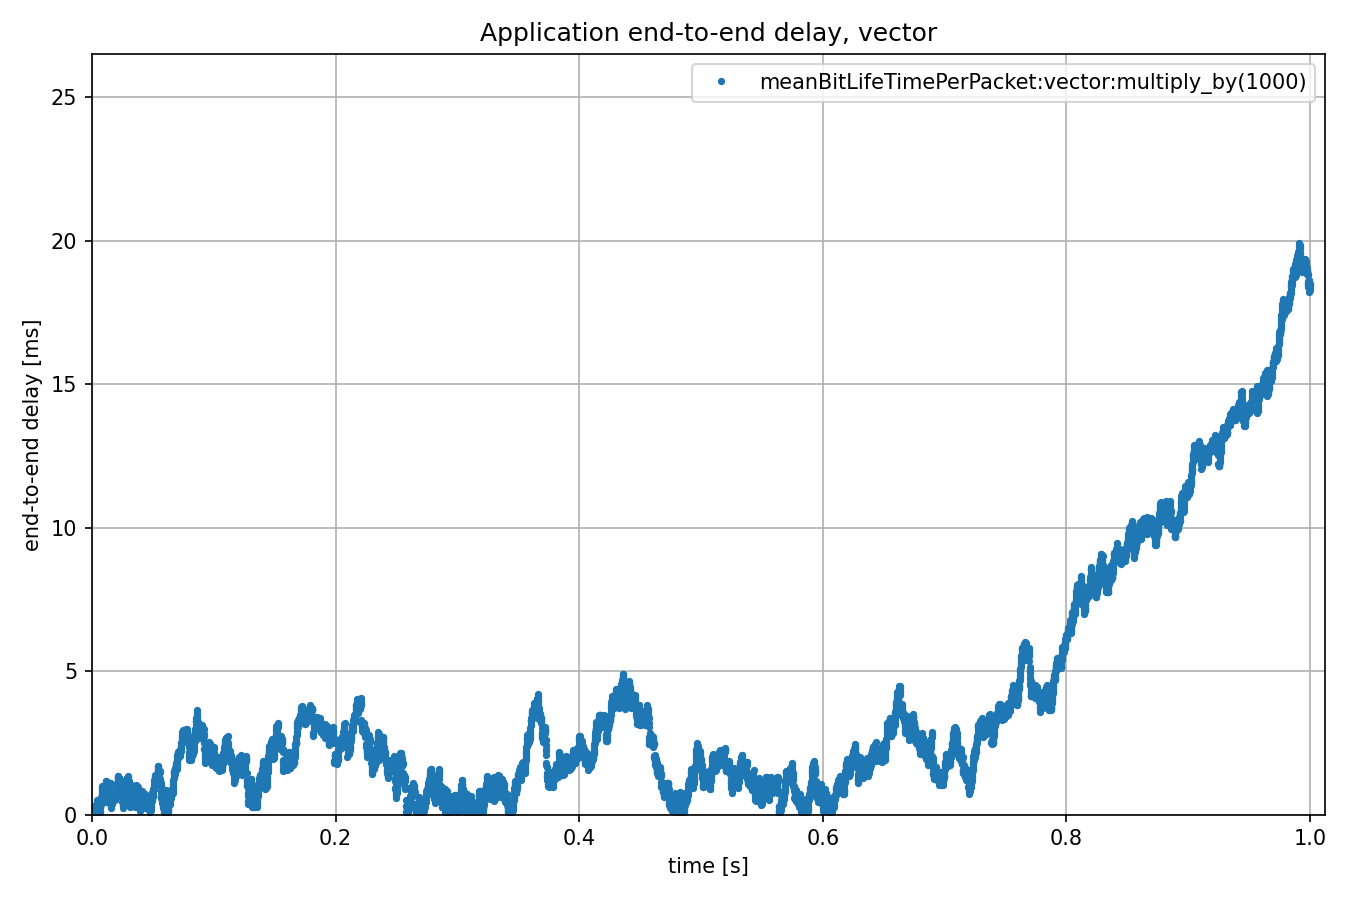 Application end-to-end delay, vector
meanBitLifeTimePerPacket:vector:multiply_by(1000)
end-to-end delay [ms]
25
20
15
10
5
0
0.0 0.2 0.4 0.6 0.8 1.0
time [s]